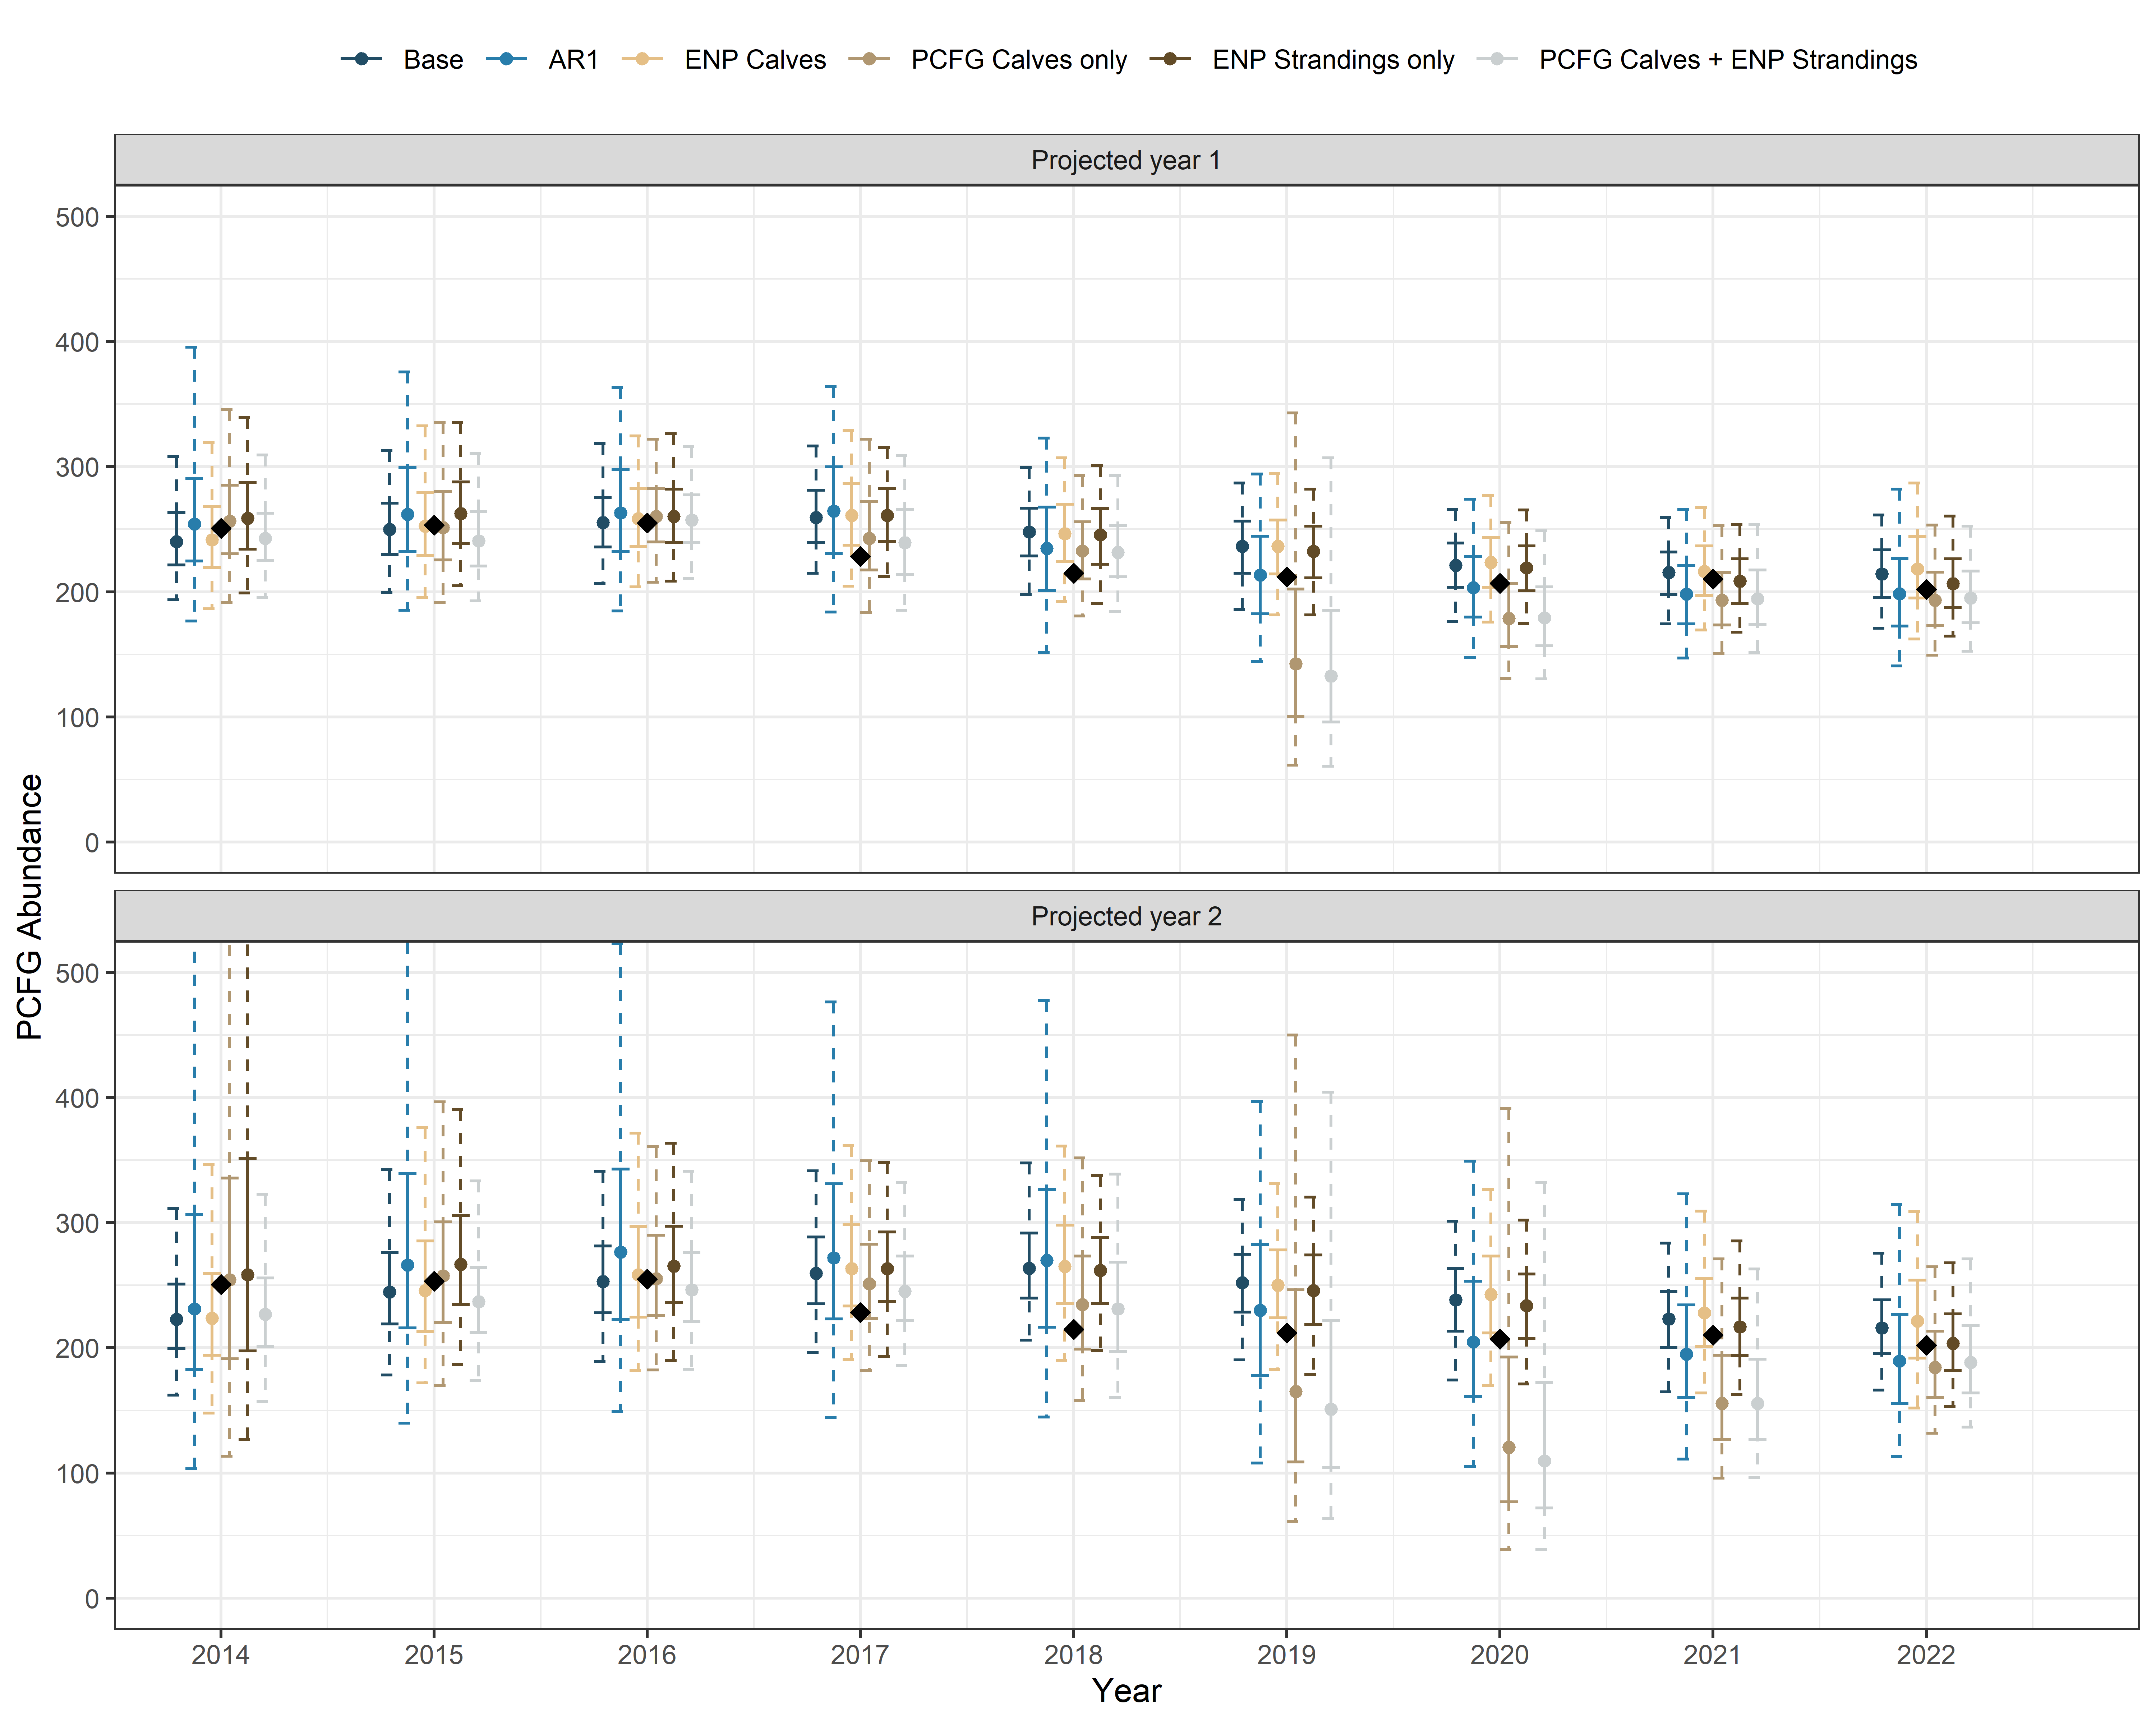 Base AR1 ENP Calves PCFG Calves only ENP Strandings only PCFG Calves + ENP Strandings
Projected year 1
500
400
300
200
100
0
PCFG Abundance
Projected year 2
500
400
300
200
100
0
2014 2015 2016 2017 2018 2019 2020 2021 2022
Year